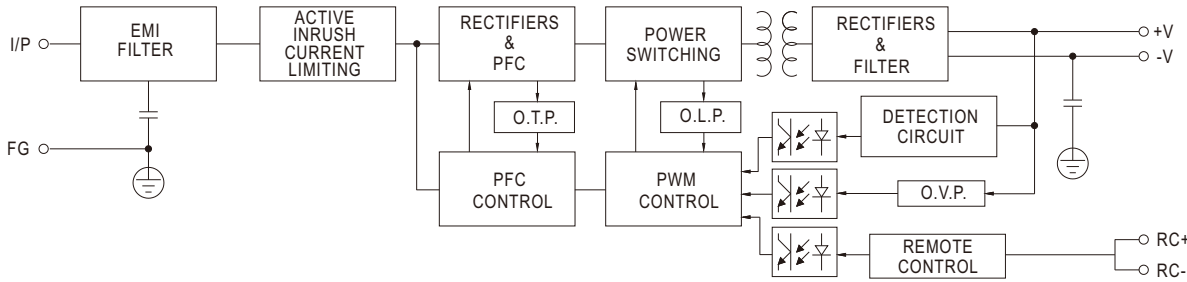 I/P
EMI
FILTER
ACTIVE
INRUSH
CURRENT
LIMITING
RECTIFIERS
&
PFC
POWER
SWITCHING
RECTIFIERS
&
FILTER
+V
-V
O.T.P.
O.L.P.
DETECTION
CIRCUIT
FG
PFC
CONTROL
PWM
CONTROL
O.V.P.
REMOTE
CONTROL
RC+
RC-